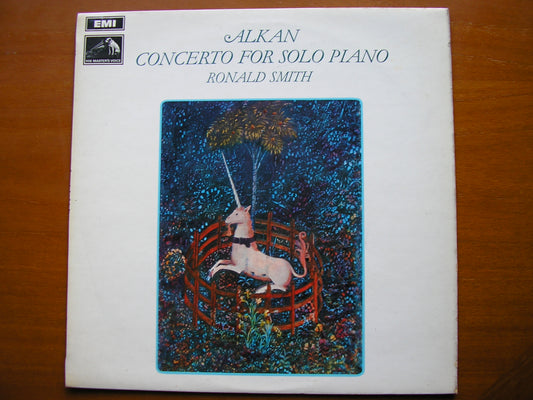 EMI
HIS MASTER'S VOICE
ALKAN
CONCERTO FOR SOLO PIANO
RONALD SMITH